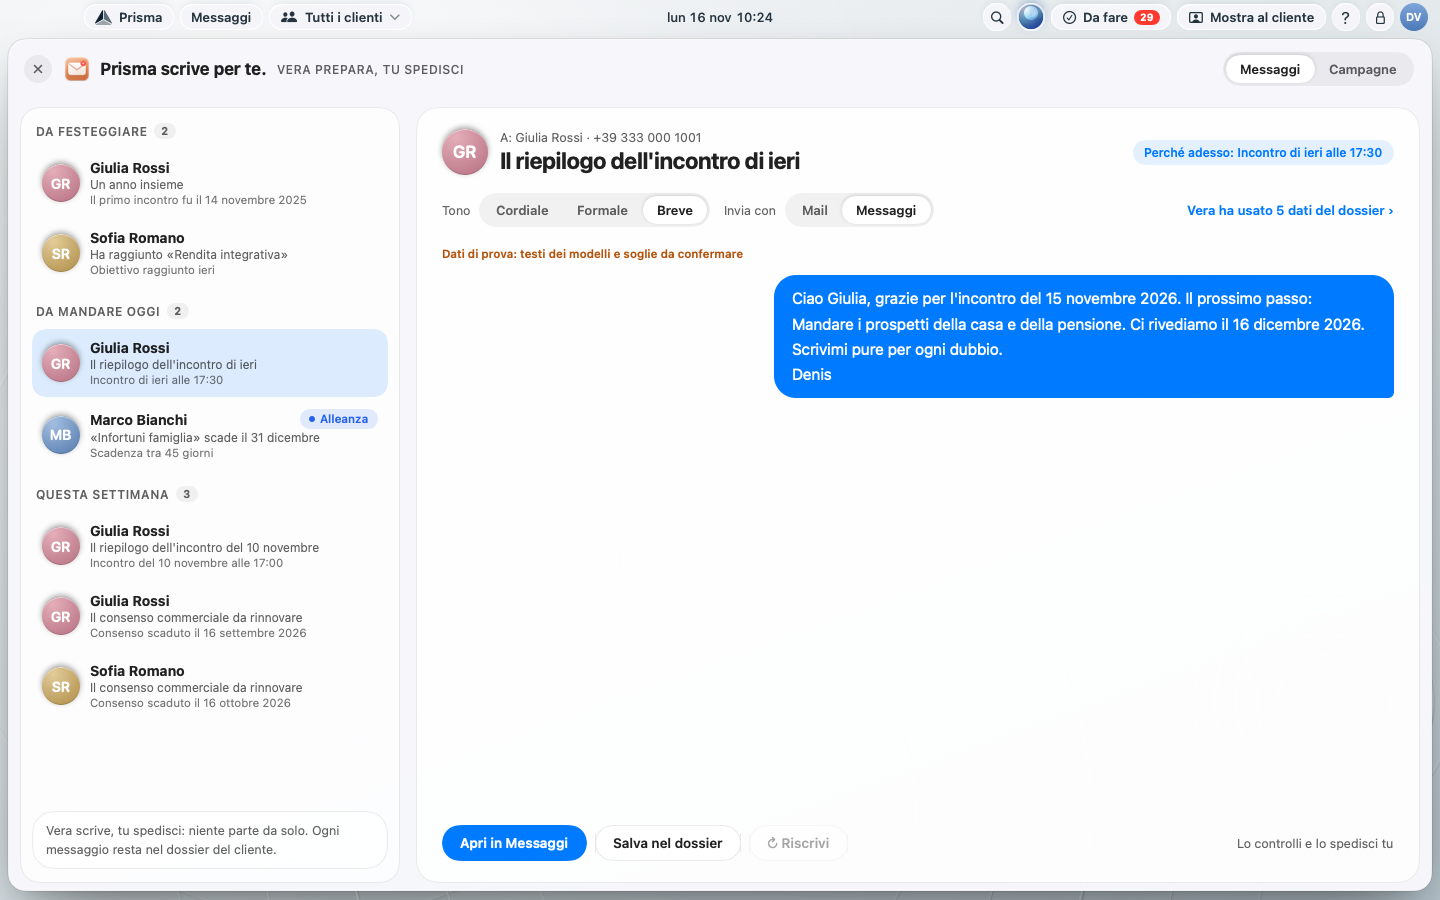 Prisma
Messaggi
Tutti i clienti
lun 16 nov 10:24
Da fare 29
Mostra al cliente
?
DV
Prisma scrive per te. VERA PREPARA, TU SPEDISCI
Messaggi
Campagne
DA FESTEGGIARE 2
GR
Giulia Rossi
Un anno insieme
Il primo incontro fu il 14 novembre 2025
SR
Sofia Romano
Ha raggiunto «Rendita integrativa»
Obiettivo raggiunto ieri
DA MANDARE OGGI 2
GR
Giulia Rossi
Il riepilogo dell'incontro di ieri
Incontro di ieri alle 17:30
MB
Marco Bianchi
Alleanza
«Infortuni famiglia» scade il 31 dicembre
Scadenza tra 45 giorni
QUESTA SETTIMANA 3
GR
Giulia Rossi
Il riepilogo dell'incontro del 10 novembre
Incontro del 10 novembre alle 17:00
GR
Giulia Rossi
Il consenso commerciale da rinnovare
Consenso scaduto il 16 settembre 2026
SR
Sofia Romano
Il consenso commerciale da rinnovare
Consenso scaduto il 16 ottobre 2026
Vera scrive, tu spedisci: niente parte da solo. Ogni
messaggio resta nel dossier del cliente.
GR
A: Giulia Rossi · +39 333 000 1001
Il riepilogo dell'incontro di ieri
Perché adesso: Incontro di ieri alle 17:30
Tono Cordiale Formale Breve Invia con Mail Messaggi
Vera ha usato 5 dati del dossier ›
Dati di prova: testi dei modelli e soglie da confermare
Ciao Giulia, grazie per l'incontro del 15 novembre 2026. Il prossimo passo:
Mandare i prospetti della casa e della pensione. Ci rivediamo il 16 dicembre 2026.
Scrivimi pure per ogni dubbio.
Denis
Apri in Messaggi
Salva nel dossier
Riscrivi
Lo controlli e lo spedisci tu